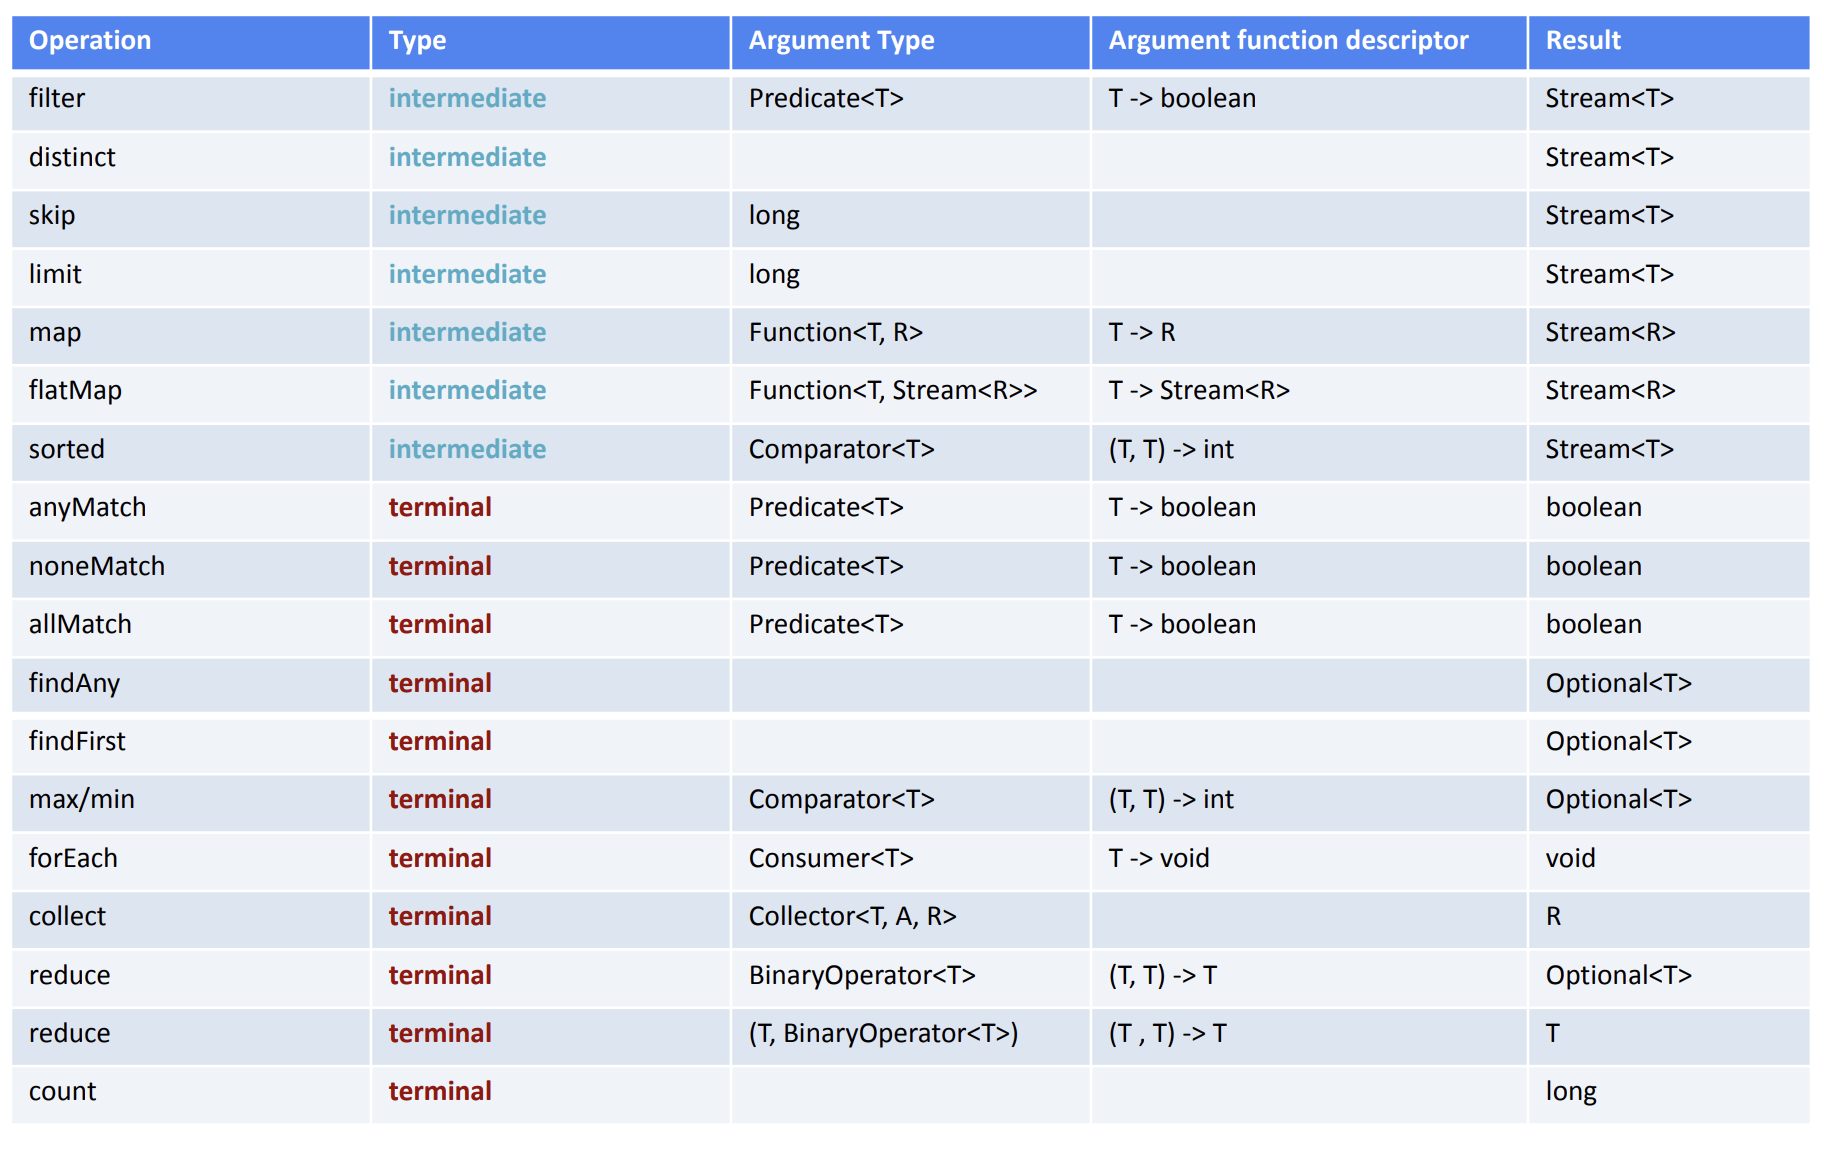 Operation Type Argument Type Argument function descriptor Result
filter intermediate Predicate<T> T -> boolean Stream<T>
distinct intermediate Stream<T>
skip intermediate long Stream<T>
limit intermediate long Stream<T>
map intermediate Function<T, R> T -> R Stream<R>
flatMap intermediate Function<T, Stream<R>> T -> Stream<R> Stream<R>
sorted intermediate Comparator<T> (T, T) -> int Stream<T>
anyMatch terminal Predicate<T> T -> boolean boolean
noneMatch terminal Predicate<T> T -> boolean boolean
allMatch terminal Predicate<T> T -> boolean boolean
findAny terminal Optional<T>
findFirst terminal Optional<T>
max/min terminal Comparator<T> (T, T) -> int Optional<T>
forEach terminal Consumer<T> T -> void void
collect terminal Collector<T, A, R> R
reduce terminal BinaryOperator<T> (T, T) -> T Optional<T>
reduce terminal (T, BinaryOperator<T>) (T , T) -> T T
count terminal long